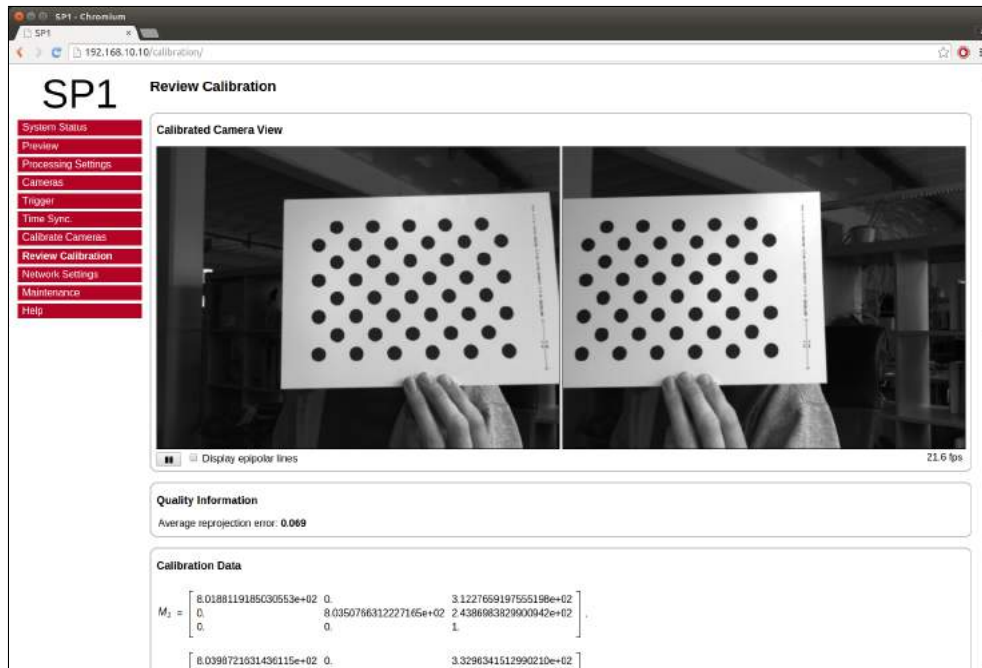 SP1 - Chromium
SP1
192.168.10.10/calibration/
SP1
System Status
Preview
Processing Settings
Cameras
Trigger
Time Sync.
Calibrate Cameras
Review Calibration
Network Settings
Maintenance
Help
Review Calibration
Calibrated Camera View
Display epipolar lines
21.6 fps
Quality Information
Average reprojection error: 0.069
Calibration Data
M₁ =
8.0188119185030553e+02 0. 3.1227659197555198e+02
0. 8.0350766312227165e+02 2.4386983829900942e+02
0. 0. 1.
,
8.0398721631436115e+02 0. 3.3296341512990210e+02